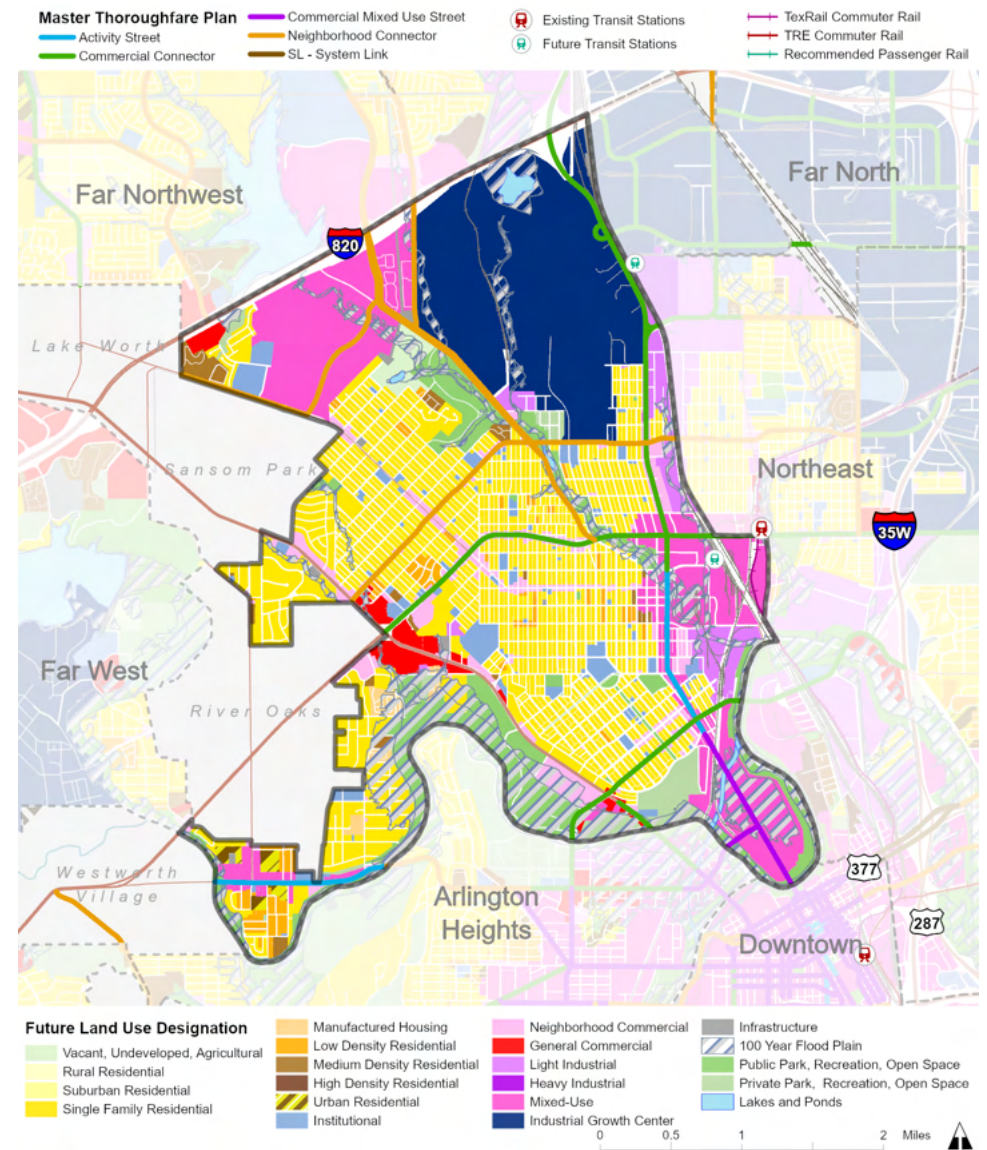 Master Thoroughfare Plan
Activity Street
Commercial Connector
Commercial Mixed Use Street
Neighborhood Connector
SL - System Link
Existing Transit Stations
Future Transit Stations
TexRail Commuter Rail
TRE Commuter Rail
Recommended Passenger Rail
Far Northwest
Far North
820
Lake Worth
Sansom Park
Northeast
35W
Far West
River Oaks
Westworth
Village
Arlington
Heights
377
287
Downtown
Future Land Use Designation
Vacant, Undeveloped, Agricultural
Rural Residential
Suburban Residential
Single Family Residential
Manufactured Housing
Low Density Residential
Medium Density Residential
High Density Residential
Urban Residential
Institutional
Neighborhood Commercial
General Commercial
Light Industrial
Heavy Industrial
Mixed-Use
Industrial Growth Center
Infrastructure
100 Year Flood Plain
Public Park, Recreation, Open Space
Private Park, Recreation, Open Space
Lakes and Ponds
0 0.5 1 2 Miles